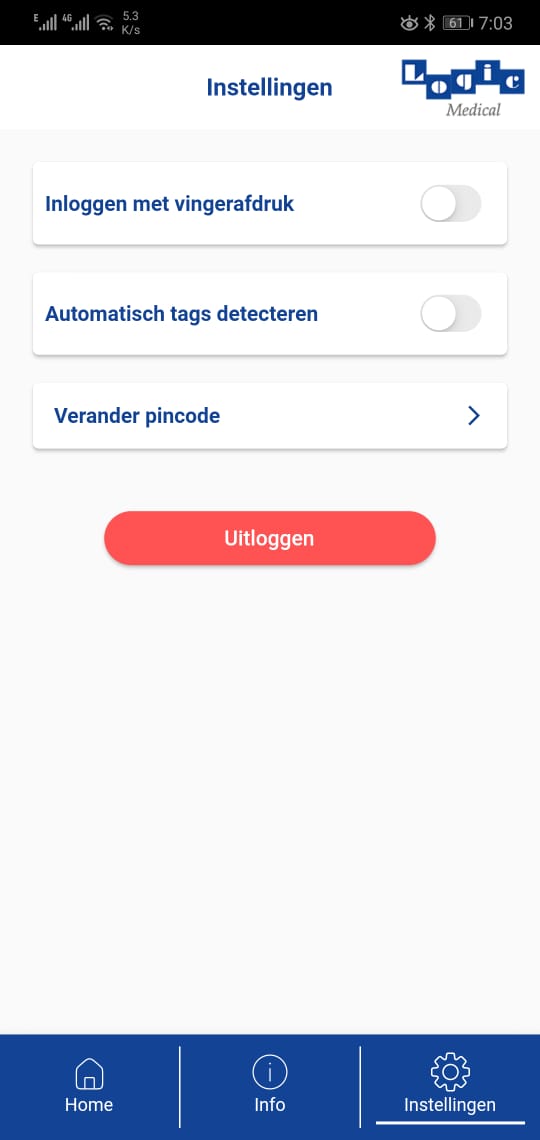 E 4G 5.3 K/s 61 7:03
Instellingen
Logic
Medical
Inloggen met vingerafdruk
Automatisch tags detecteren
Verander pincode
Uitloggen
Home Info Instellingen